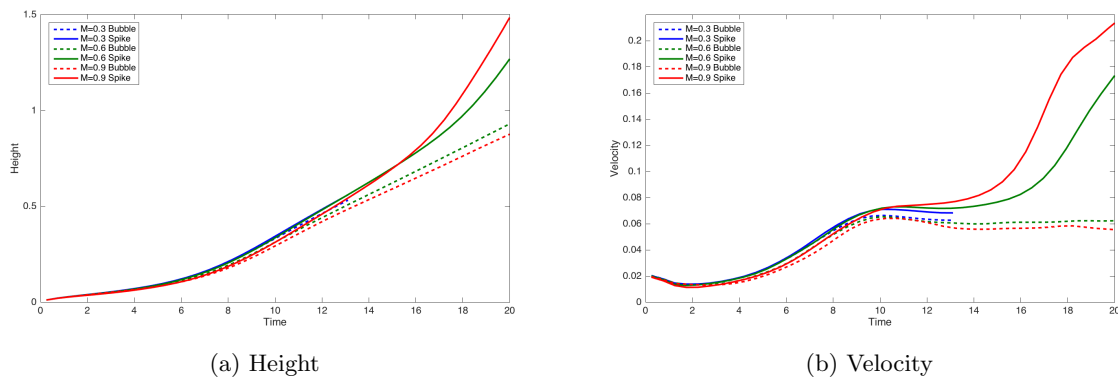 1.5
1
0.5
0
0 2 4 6 8 10 12 14 16 18 20
Height
Time
M=0.3 Bubble
M=0.3 Spike
M=0.6 Bubble
M=0.6 Spike
M=0.9 Bubble
M=0.9 Spike
(a) Height
0.2
0.18
0.16
0.14
0.12
0.1
0.08
0.06
0.04
0.02
0
0 2 4 6 8 10 12 14 16 18 20
Velocity
Time
M=0.3 Bubble
M=0.3 Spike
M=0.6 Bubble
M=0.6 Spike
M=0.9 Bubble
M=0.9 Spike
(b) Velocity